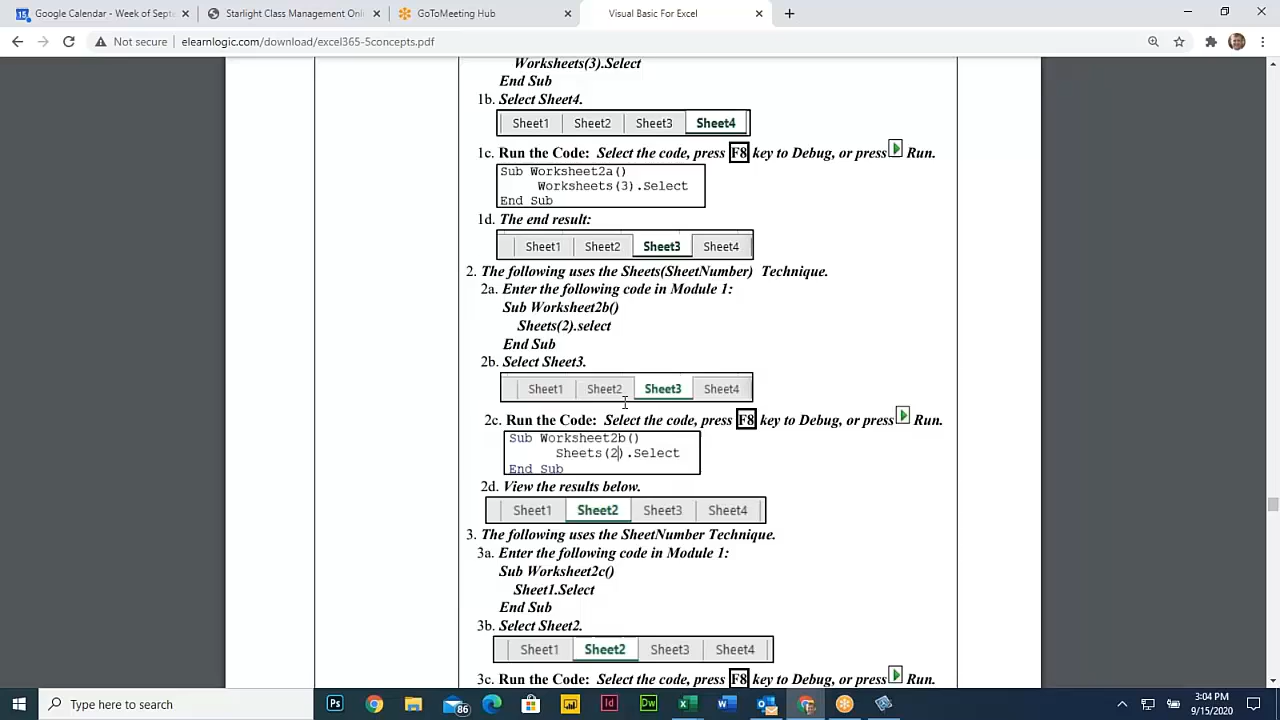 Google Calendar - Week of Septe
Starlight Class Management Onli
GoToMeeting Hub
Visual Basic For Excel
Not secure
elearnlogic.com/download/excel365-5concepts.pdf
Worksheets(3).Select
End Sub
1b. Select Sheet4.
Sheet1 Sheet2 Sheet3 Sheet4
1c. Run the Code: Select the code, press F8 key to Debug, or press Run.
Sub Worksheet2a()
Worksheets(3).Select
End Sub
1d. The end result:
Sheet1 Sheet2 Sheet3 Sheet4
2. The following uses the Sheets(SheetNumber) Technique.
2a. Enter the following code in Module 1:
Sub Worksheet2b()
Sheets(2).select
End Sub
2b. Select Sheet3.
Sheet1 Sheet2 Sheet3 Sheet4
2c. Run the Code: Select the code, press F8 key to Debug, or press Run.
Sub Worksheet2b()
Sheets(2).Select
End Sub
2d. View the results below.
Sheet1 Sheet2 Sheet3 Sheet4
3. The following uses the SheetNumber Technique.
3a. Enter the following code in Module 1:
Sub Worksheet2c()
Sheet1.Select
End Sub
3b. Select Sheet2.
Sheet1 Sheet2 Sheet3 Sheet4
3c. Run the Code: Select the code, press F8 key to Debug, or press Run.
Type here to search
Ps
86
Id
Dw
3:04 PM
9/15/2020